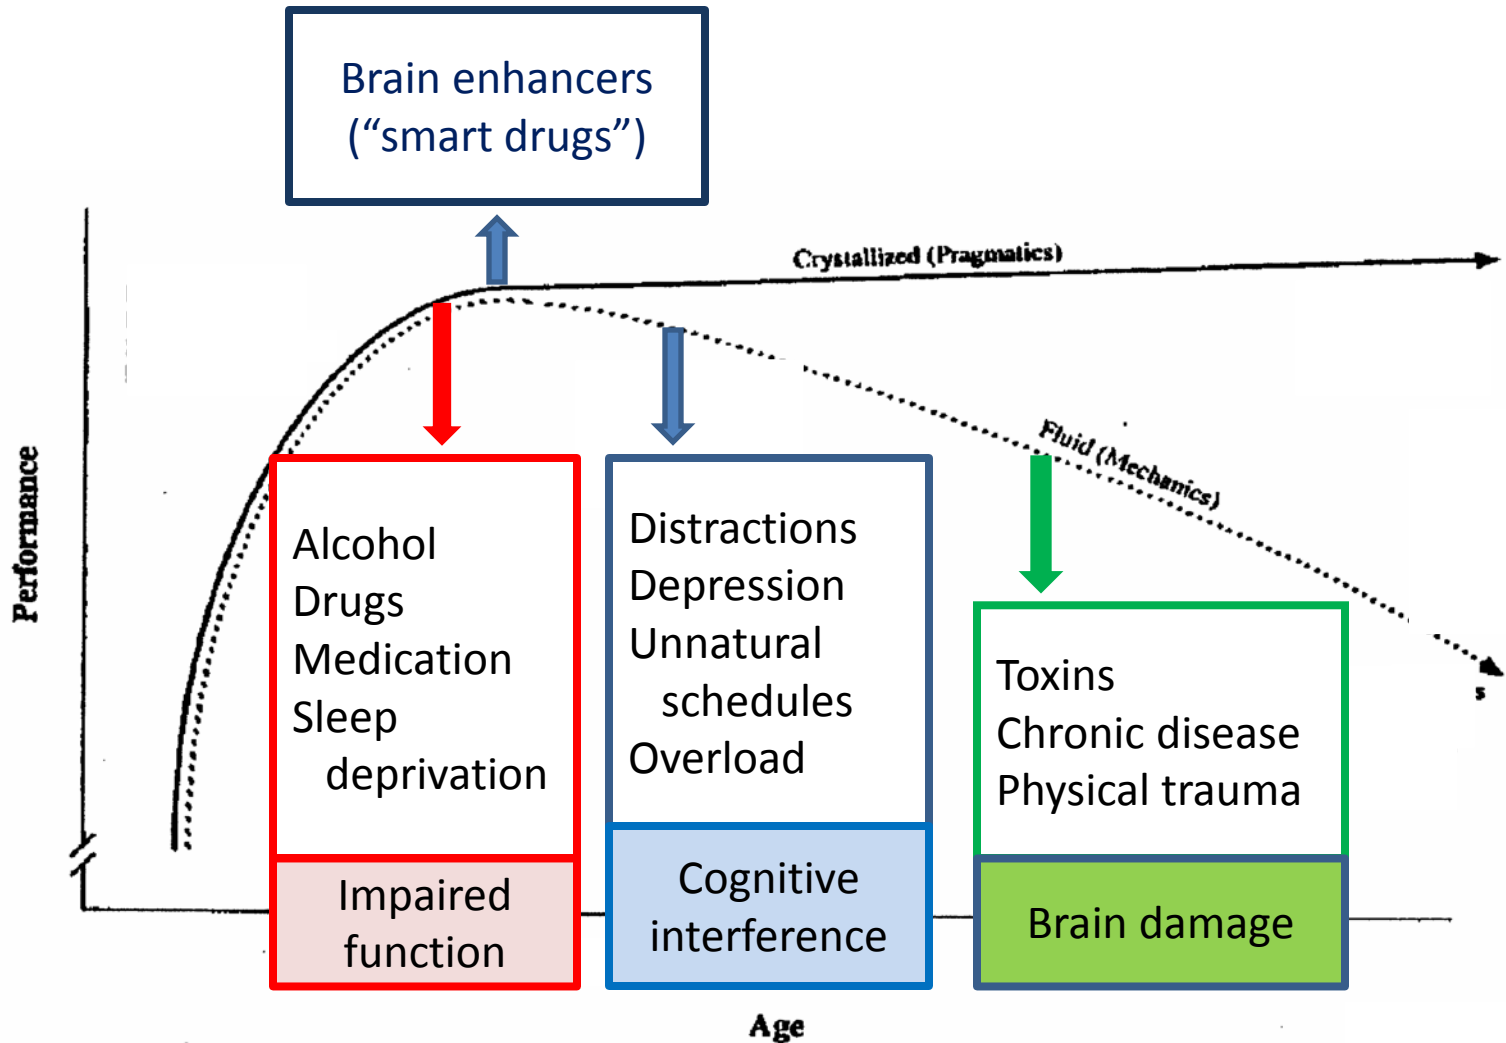 Brain enhancers
(“smart drugs”)
Crystallized (Pragmatics)
Fluid (Mechanics)
Performance
Alcohol
Drugs
Medication
Sleep
deprivation
Impaired
function
Distractions
Depression
Unnatural
schedules
Overload
Cognitive
interference
Toxins
Chronic disease
Physical trauma
Brain damage
s
Age